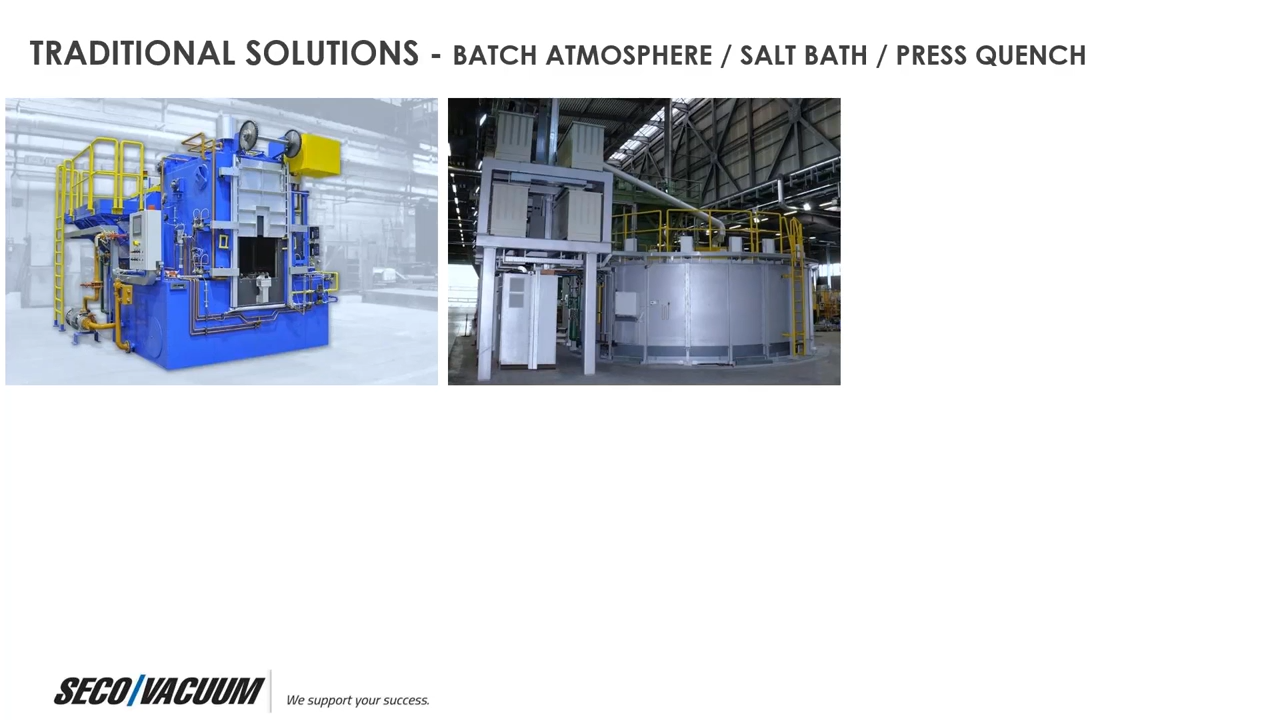 TRADITIONAL SOLUTIONS - BATCH ATMOSPHERE / SALT BATH / PRESS QUENCH
SECO/VACUUM
We support your success.